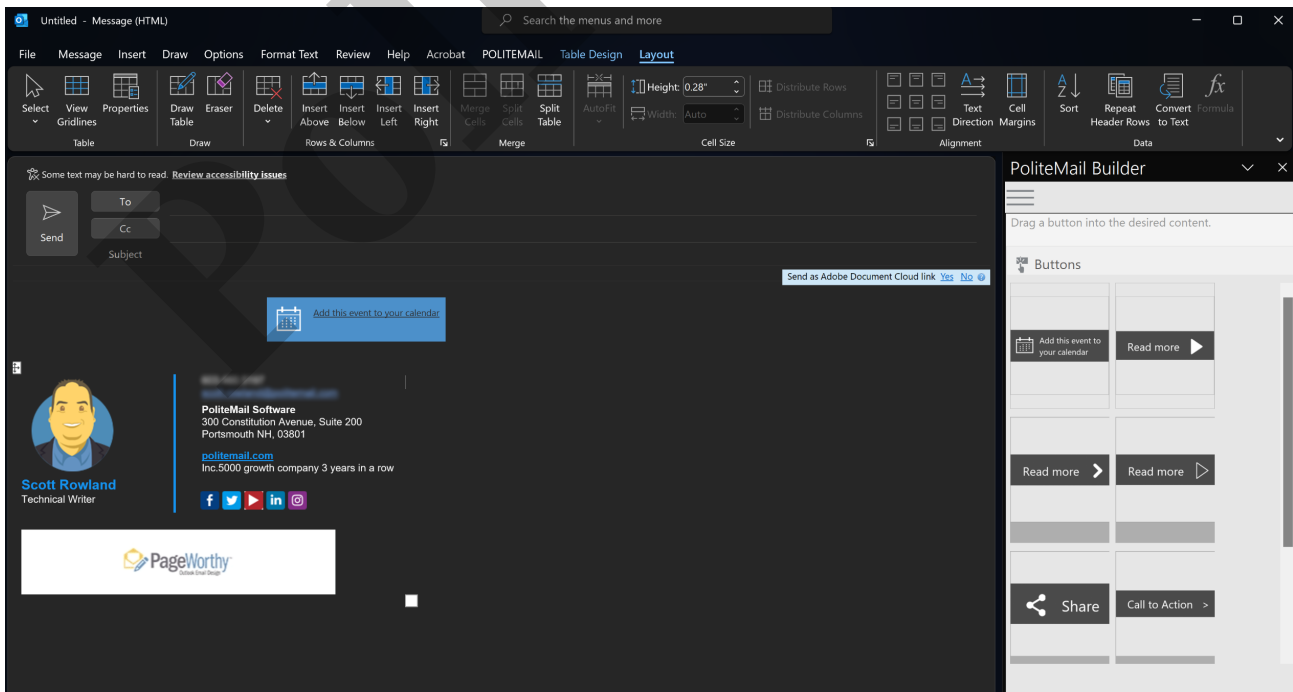 Untitled - Message (HTML)
Search the menus and more
File Message Insert Draw Options Format Text Review Help Acrobat POLITEMAIL Table Design Layout
Select View Gridlines Properties
Table
Draw Table Eraser
Draw
Delete Insert Above Insert Below Insert Left Insert Right
Rows & Columns
Merge Cells Split Cells Split Table
Merge
AutoFit
Height: 0.28"
Width: Auto
Distribute Rows
Distribute Columns
Cell Size
Text Direction Cell Margins
Alignment
Sort Repeat Header Rows Convert to Text Formula
fx
Data
Some text may be hard to read. Review accessibility issues
Send
To
Cc
Subject
Send as Adobe Document Cloud link Yes No
Add this event to your calendar
PoliteMail Software
300 Constitution Avenue, Suite 200
Portsmouth NH, 03801
politemail.com
Inc.5000 growth company 3 years in a row
Scott Rowland
Technical Writer
PageWorthy
Outlook Email Design
PoliteMail Builder
Drag a button into the desired content.
Buttons
Add this event to
your calendar
Read more
Read more
Read more
Share
Call to Action >